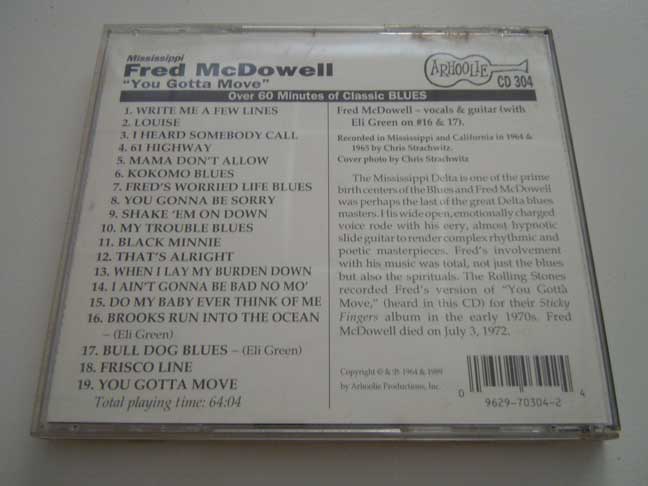 Mississippi
Fred McDowell
"You Gotta Move"
ARHOOLIE
CD 304
Over 60 Minutes of Classic BLUES
1. WRITE ME A FEW LINES
2. LOUISE
3. I HEARD SOMEBODY CALL
4. 61 HIGHWAY
5. MAMA DON'T ALLOW
6. KOKOMO BLUES
7. FRED'S WORRIED LIFE BLUES
8. YOU GONNA BE SORRY
9. SHAKE 'EM ON DOWN
10. MY TROUBLE BLUES
11. BLACK MINNIE
12. THAT'S ALRIGHT
13. WHEN I LAY MY BURDEN DOWN
14. I AIN'T GONNA BE BAD NO MO'
15. DO MY BABY EVER THINK OF ME
16. BROOKS RUN INTO THE OCEAN
– (Eli Green)
17. BULL DOG BLUES – (Eli Green)
18. FRISCO LINE
19. YOU GOTTA MOVE
Total playing time: 64:04
Fred McDowell – vocals & guitar (with
Eli Green on #16 & 17).
Recorded in Mississippi and California in 1964 &
1965 by Chris Strachwitz.
Cover photo by Chris Strachwitz
The Mississippi Delta is one of the prime
birth centers of the Blues and Fred McDowell
was perhaps the last of the great Delta blues
masters. His wide open, emotionally charged
voice rode with his eery, almost hypnotic
slide guitar to render complex rhythmic and
poetic masterpieces. Fred's involvement
with his music was total, not just the blues
but also the spirituals. The Rolling Stones
recorded Fred's version of "You Gotta
Move," (heard in this CD) for their Sticky
Fingers album in the early 1970s. Fred
McDowell died on July 3, 1972.
Copyright © & ℗ 1964 & 1989
by Arhoolie Productions, Inc.
0 9629-70304-2 4